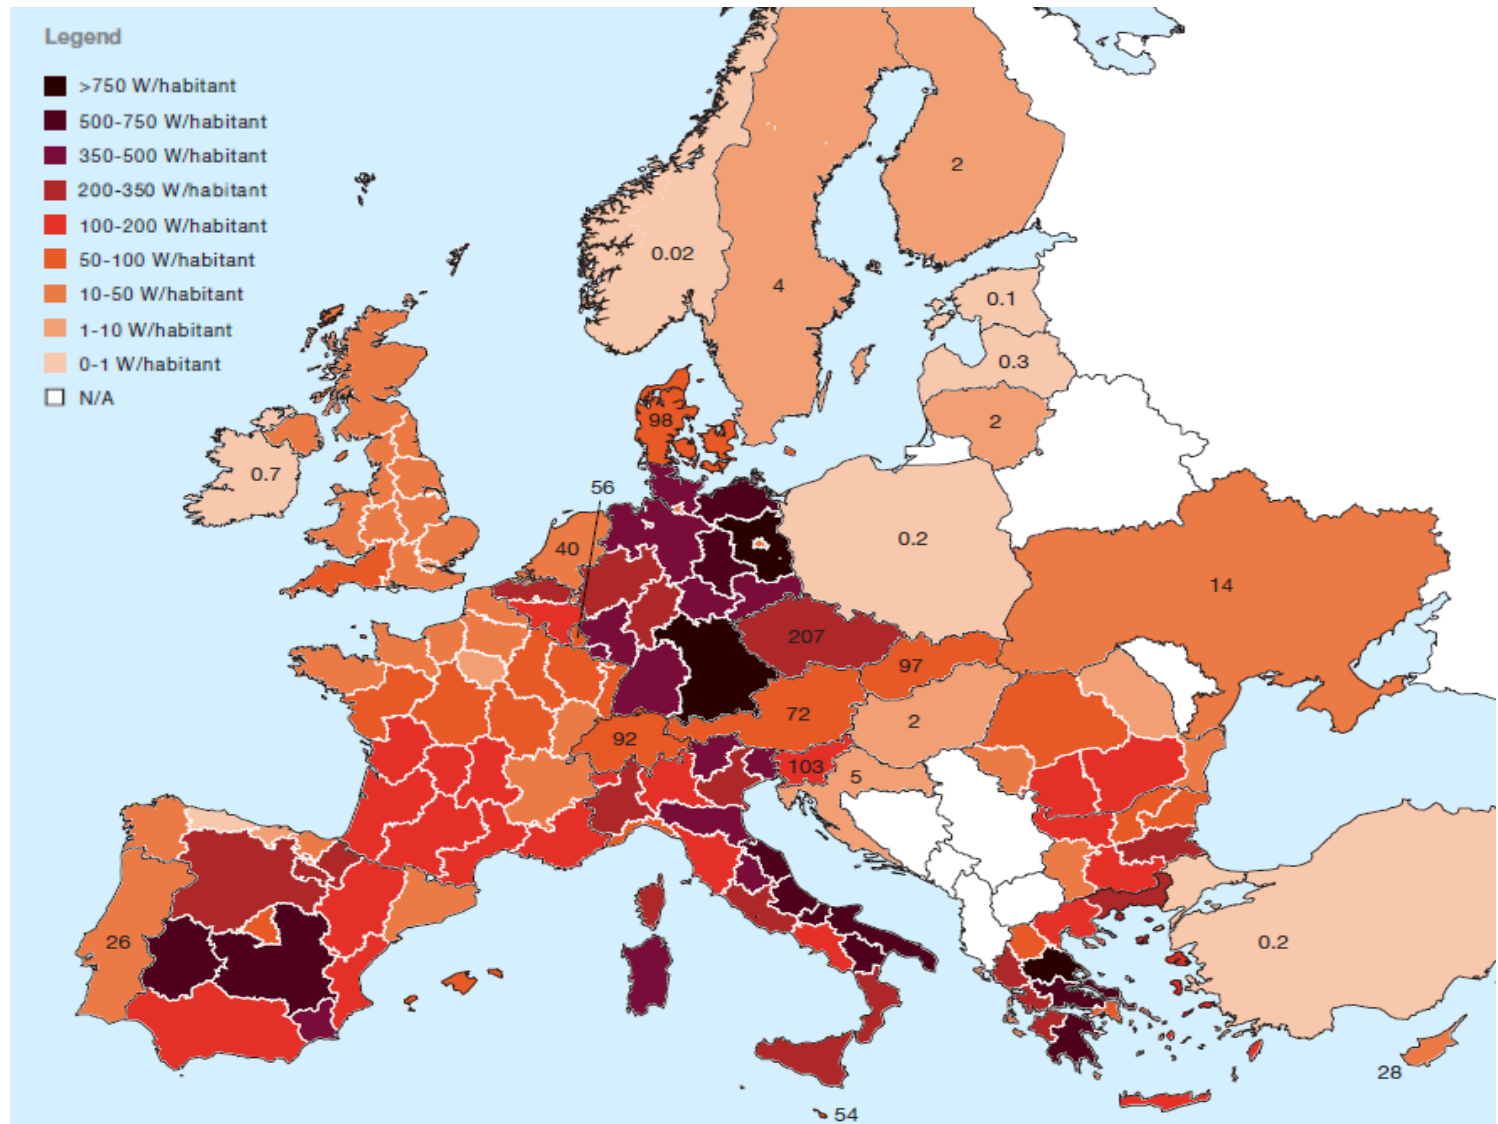 Legend
>750 W/habitant
500-750 W/habitant
350-500 W/habitant
200-350 W/habitant
100-200 W/habitant
50-100 W/habitant
10-50 W/habitant
1-10 W/habitant
0-1 W/habitant
N/A
2
0.02
4
0.1
0.3
98
2
0.7
56
0.2
40
14
207
97
72
2
92
103
5
26
0.2
28
54